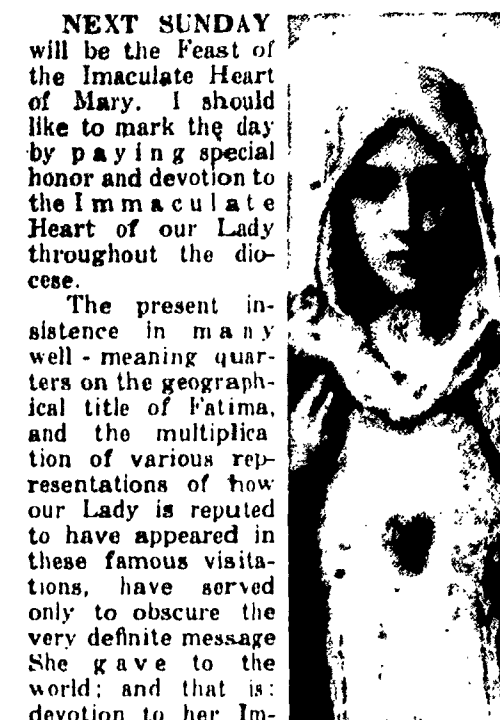 NEXT SUNDAY
will be the Feast of
the Imaculate Heart
of Mary. I should
like to mark the day
by paying special
honor and devotion to
the Immaculate
Heart of our Lady
throughout the dio-
cese.
The present in-
sistence in many
well - meaning quar-
ters on the geograph-
ical title of Fatima,
and the multiplica
tion of various rep-
resentations of how
our Lady is reputed
to have appeared in
these famous visita-
tions, have served
only to obscure the
very definite message
She gave to the
world; and that is:
devotion to her Im-